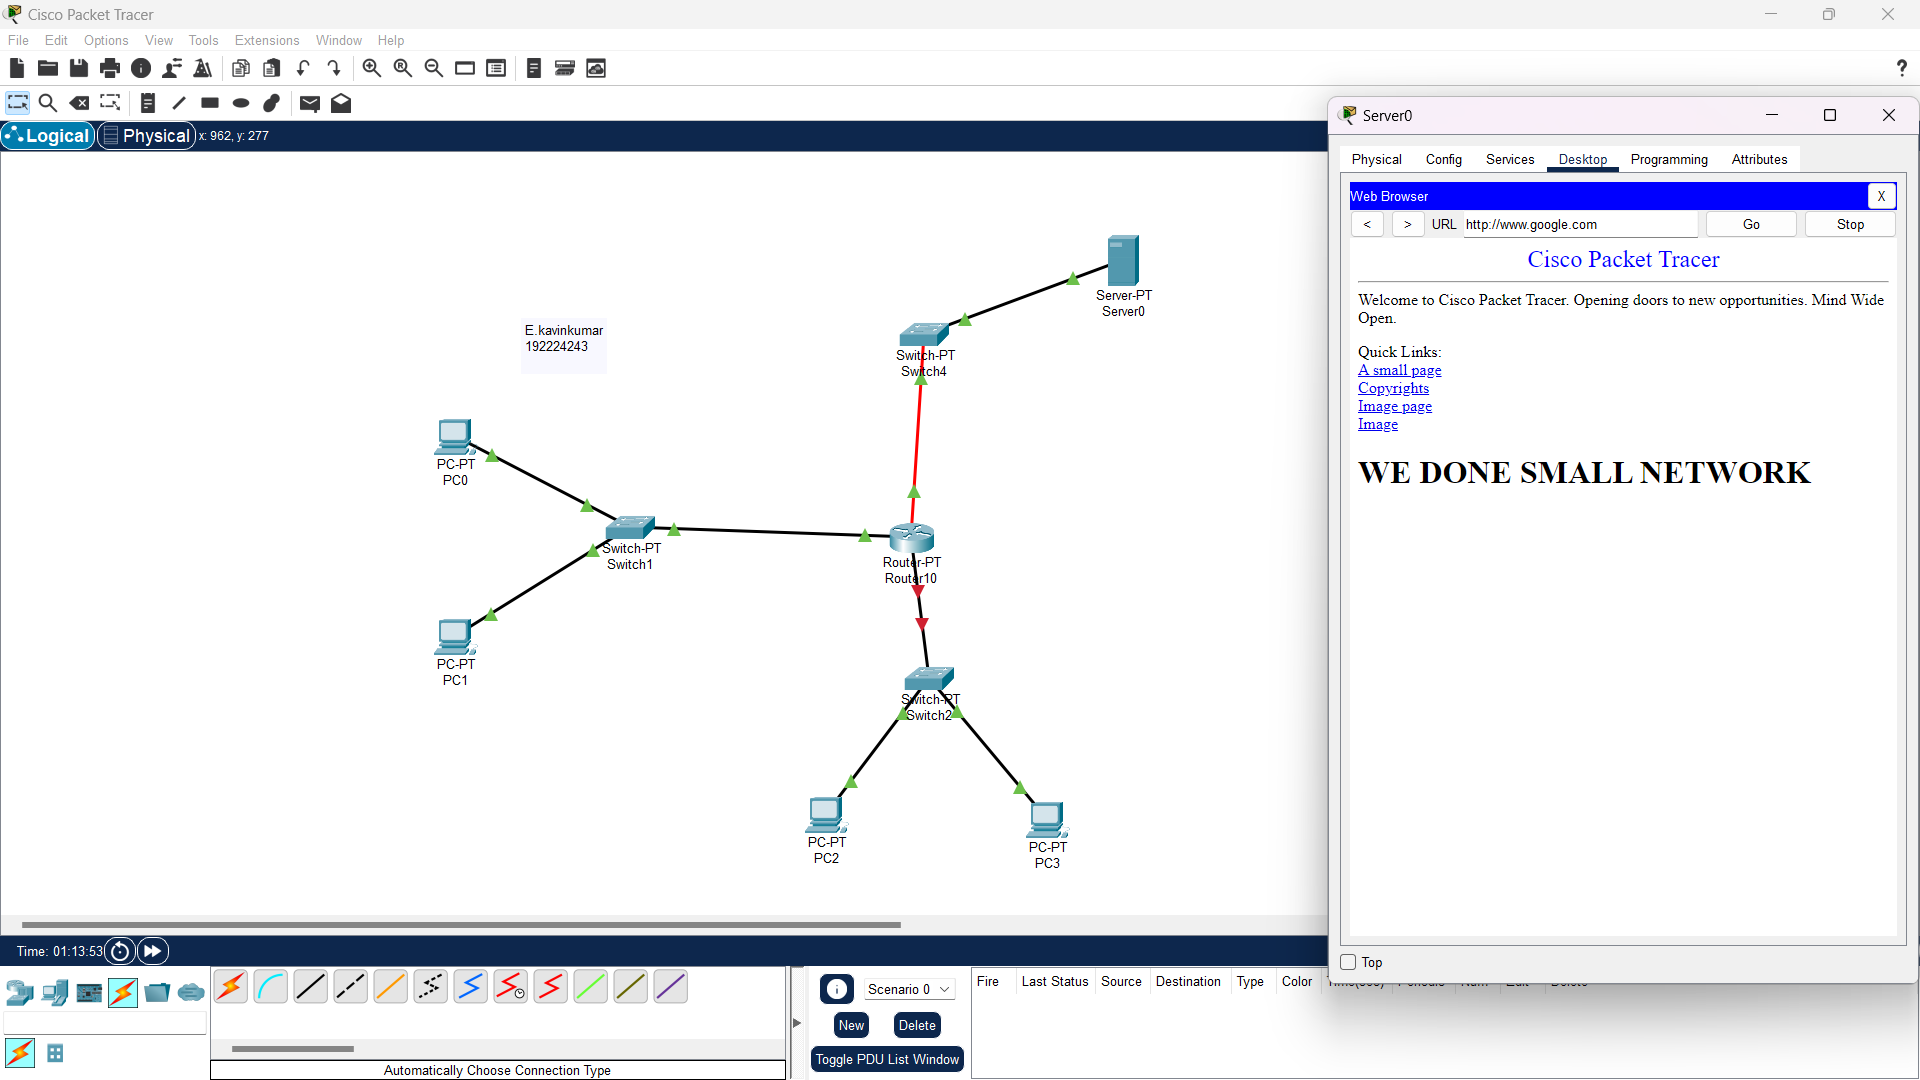 Cisco Packet Tracer
File Edit Options View Tools Extensions Window Help
Logical Physical x: 962, y: 277
E.kavinkumar
192224243
Server-PT
Server0
Switch-PT
Switch4
PC-PT
PC0
Switch-PT
Switch1
Router-PT
Router10
PC-PT
PC1
Switch-PT
Switch2
PC-PT
PC2
PC-PT
PC3
Server0
Physical Config Services Desktop Programming Attributes
Web Browser X
< > URL http://www.google.com Go Stop
Cisco Packet Tracer
Welcome to Cisco Packet Tracer. Opening doors to new opportunities. Mind Wide
Open.
Quick Links:
A small page
Copyrights
Image page
Image
WE DONE SMALL NETWORK
Top
Time: 01:13:53
Scenario 0
New Delete
Toggle PDU List Window
Fire Last Status Source Destination Type Color
Automatically Choose Connection Type